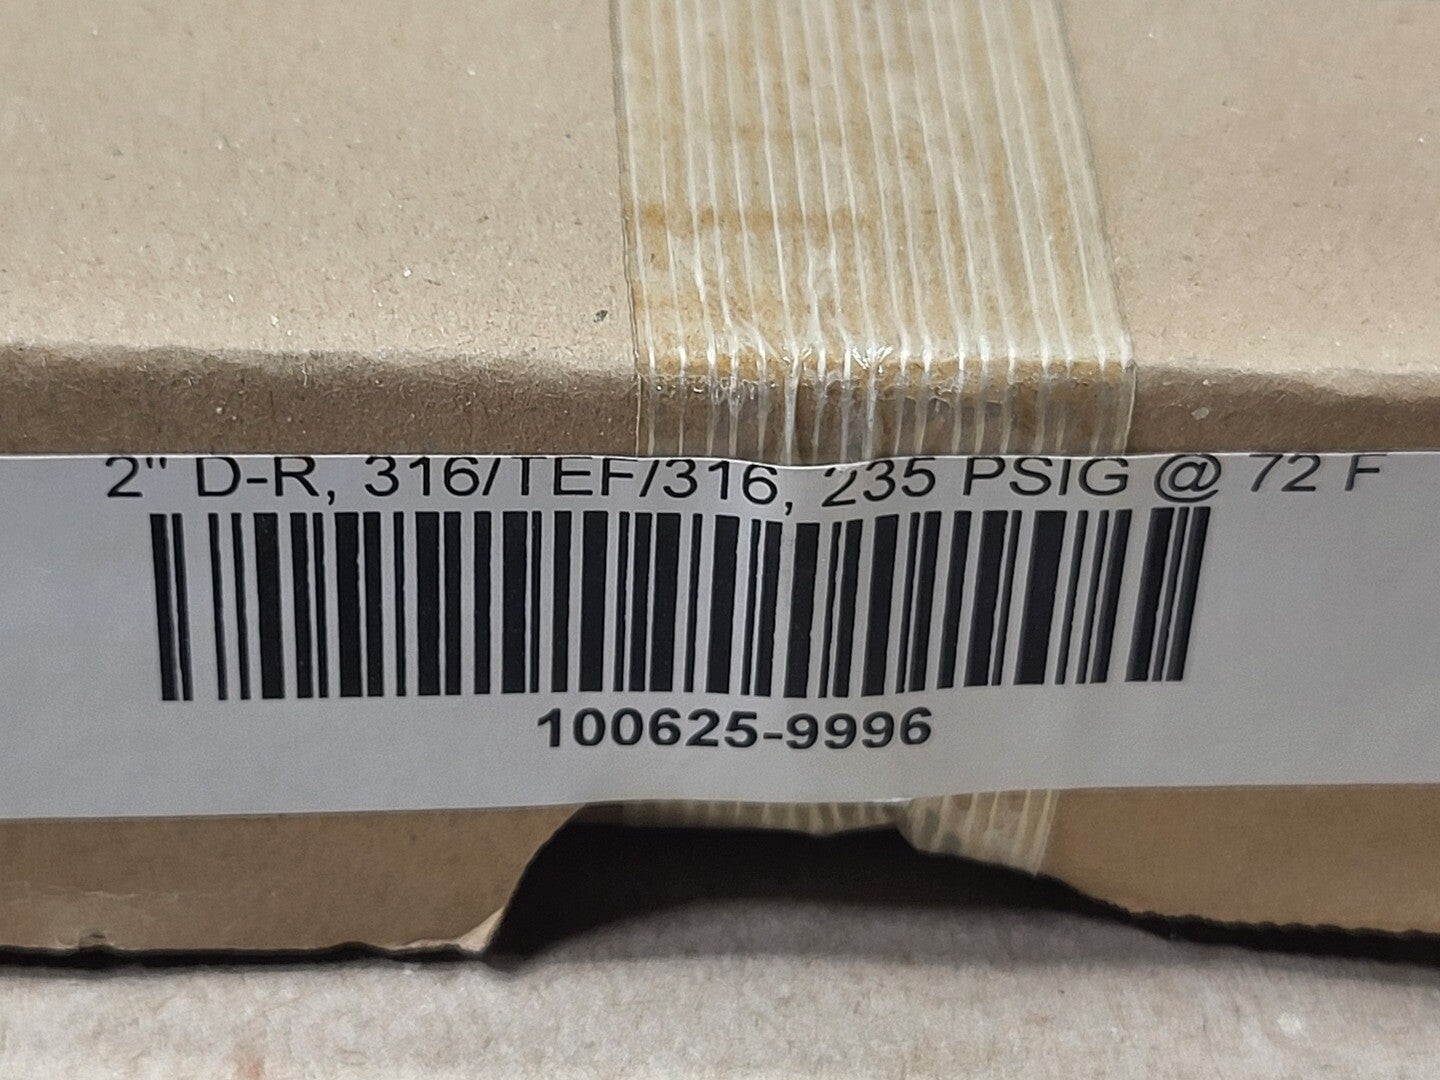 2" D-R, 316/TEF/316, 235 PSIG @ 72 F
100625-9996